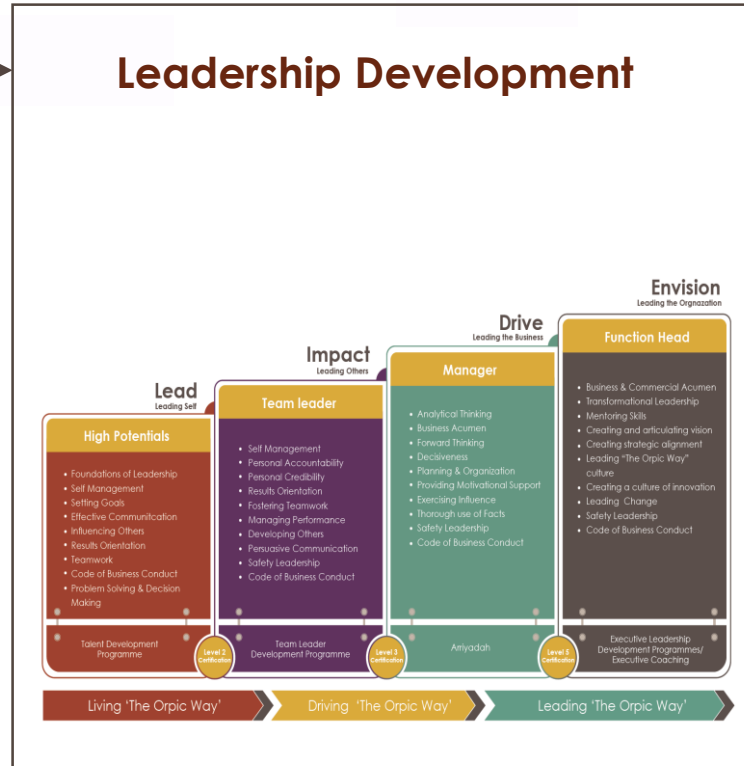 Leadership Development
Lead
Leading Self
High Potentials
• Foundations of Leadership
• Self Management
• Setting Goals
• Effective Communitcation
• Influencing Others
• Results Orientation
• Teamwork
• Code of Business Conduct
• Problem Solving & Decision
Making
Talent Development
Programme
Level 2
Certification
Impact
Leading Others
Team leader
• Self Management
• Personal Accountability
• Personal Credibility
• Results Orientation
• Fostering Teamwork
• Managing Performance
• Developing Others
• Persuasive Communication
• Safety Leadership
• Code of Business Conduct
Team Leader
Development Programme
Level 3
Certification
Drive
Leading the Business
Manager
• Analytical Thinking
• Business Acumen
• Forward Thinking
• Decisiveness
• Planning & Organization
• Providing Motivational Support
• Exercising Influence
• Thorough use of Facts
• Safety Leadership
• Code of Business Conduct
Arriyadah
Level 5
Certification
Envision
Leading the Orgnazation
Function Head
• Business & Commercial Acumen
• Transformational Leadership
• Mentoring Skills
• Creating and articulating vision
• Creating strategic alignment
• Leading "The Orpic Way"
culture
• Creating a culture of innovation
• Leading Change
• Safety Leadership
• Code of Business Conduct
Executive Leadership
Development Programmes/
Executive Coaching
Living 'The Orpic Way'
Driving 'The Orpic Way'
Leading 'The Orpic Way'